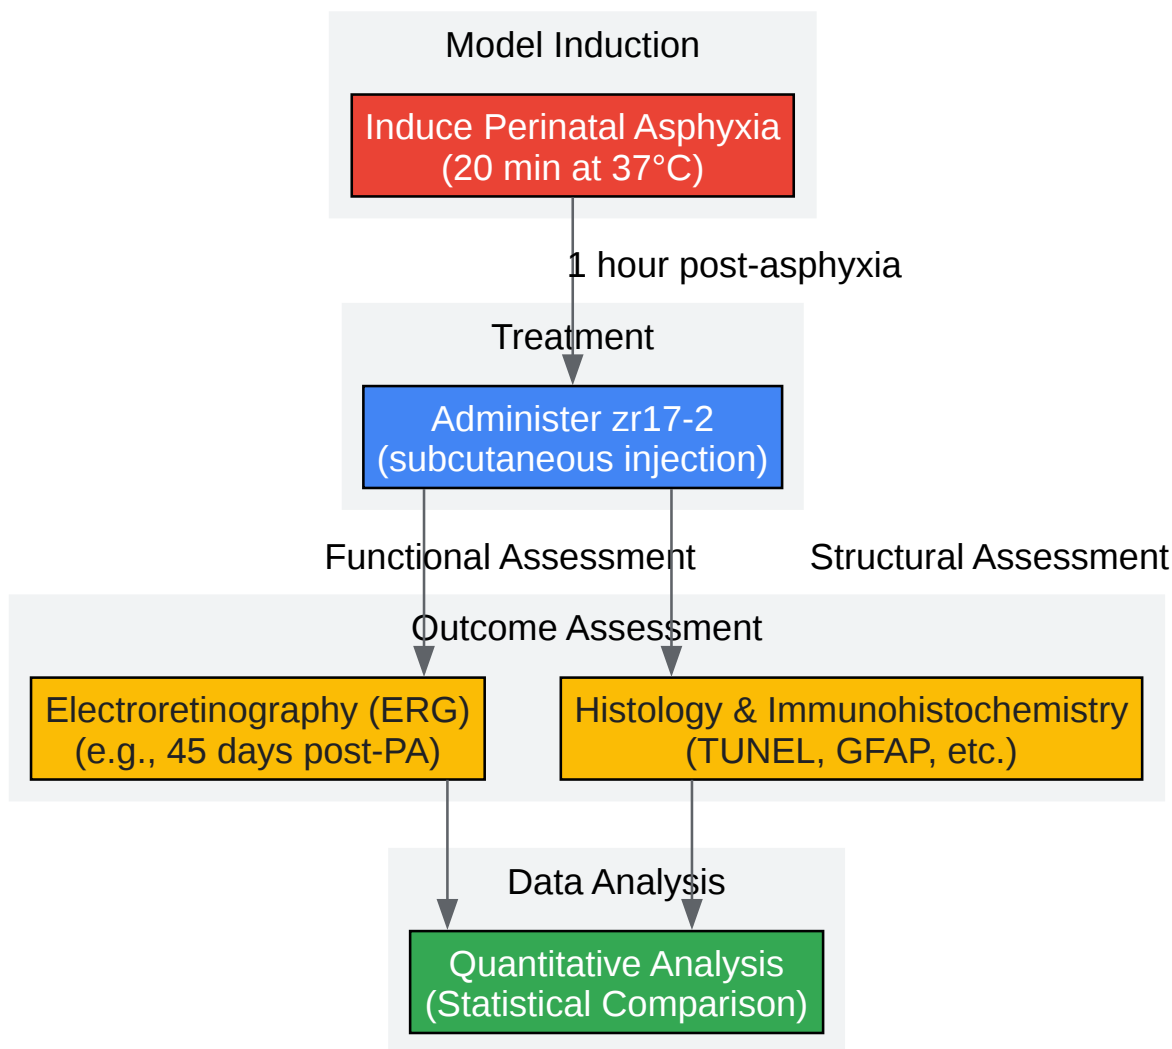 Model Induction
Induce Perinatal Asphyxia
(20 min at 37°C)
1 hour post-asphyxia
Treatment
Administer zr17-2
(subcutaneous injection)
Functional Assessment
Structural Assessment
Outcome Assessment
Electroretinography (ERG)
(e.g., 45 days post-PA)
Histology & Immunohistochemistry
(TUNEL, GFAP, etc.)
Data Analysis
Quantitative Analysis
(Statistical Comparison)